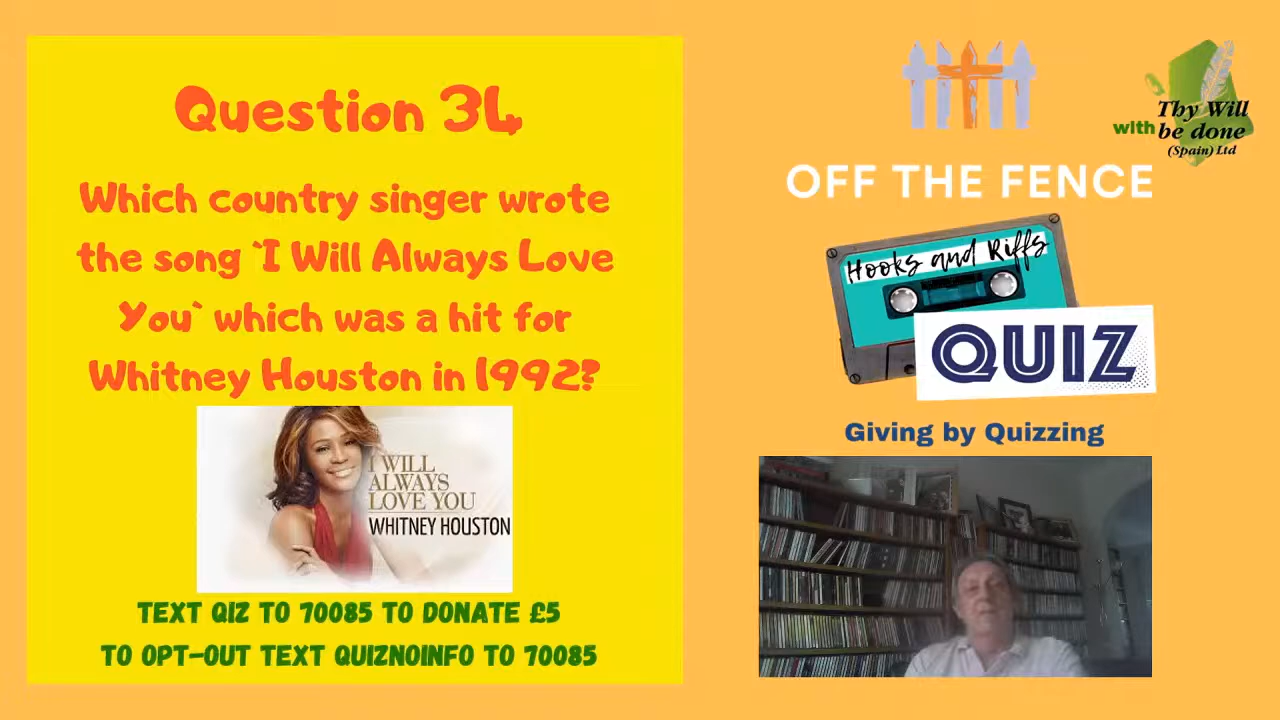 Question 34
Which country singer wrote
the song `I Will Always Love
You` which was a hit for
Whitney Houston in 1992?
I WILL
ALWAYS
LOVE YOU
WHITNEY HOUSTON
TEXT QIZ TO 70085 TO DONATE £5
TO OPT-OUT TEXT QUIZNOINFO TO 70085
Thy Will
with be done
(Spain) Ltd
OFF THE FENCE
Hooks and Riffs
QUIZ
Giving by Quizzing